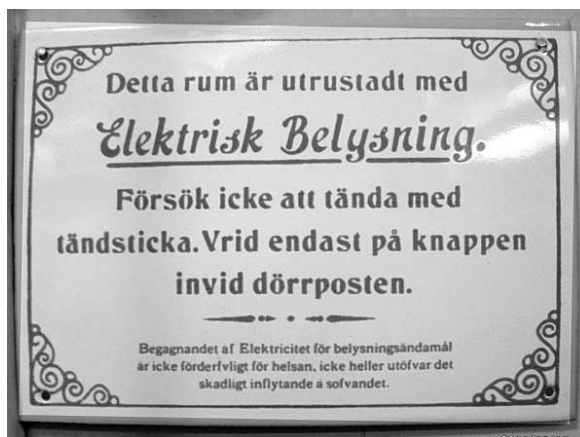 Detta rum är utrustadt med
Elektrisk Belysning.
Försök icke att tända med
tändsticka. Vrid endast på knappen
invid dörrposten.
Begagnandet af Elektricitet för belysningsändamål
är icke förderfvligt för helsan, icke heller utöfvar det
skadligt inflytande å sofvandet.